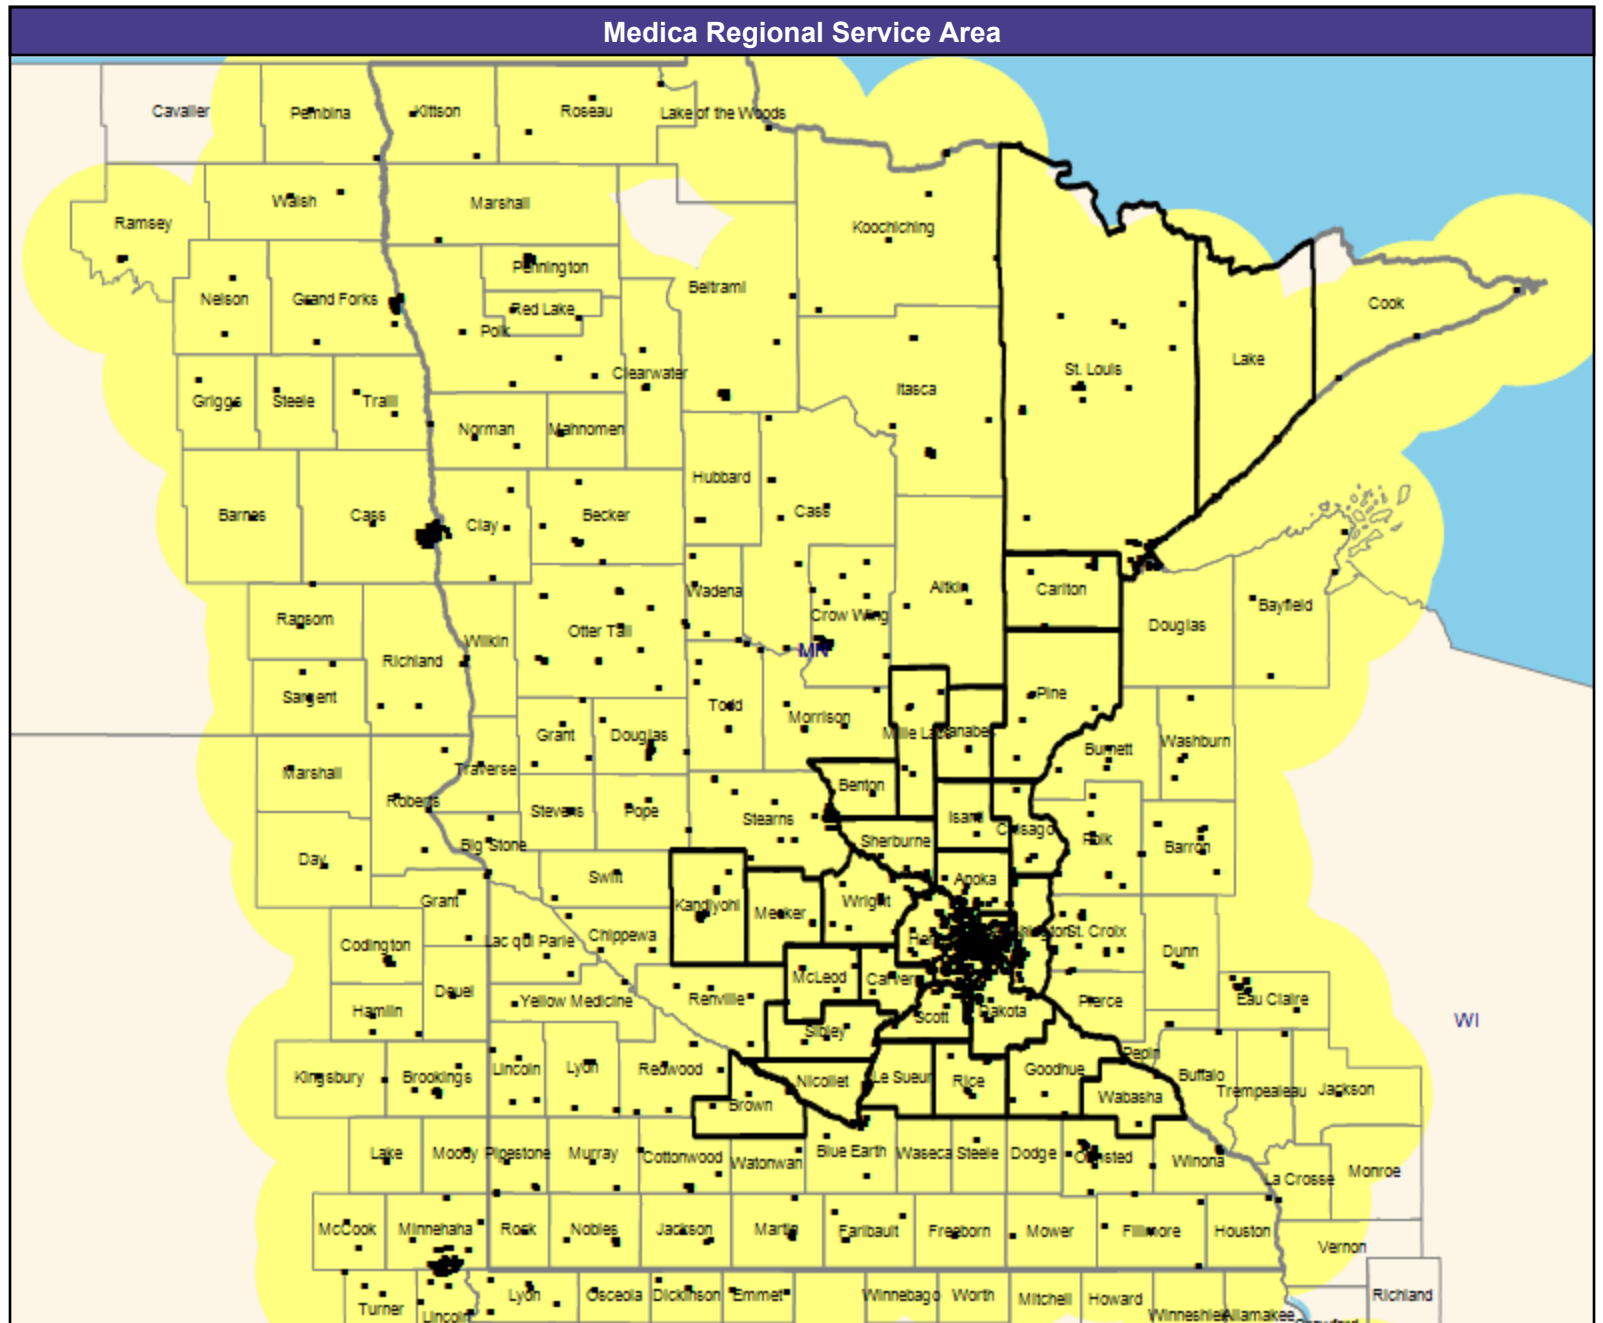 Medica Regional Service Area
Cavalier
Pembina
Kittson
Roseau
Lake of the Woods
Ramsey
Walsh
Marshall
Koochiching
Nelson
Grand Forks
Pennington
Red Lake
Polk
Beltrami
Cook
Griggs
Steele
Traill
Clearwater
Itasca
St. Louis
Lake
Norman
Mahnomen
Hubbard
Barnes
Cass
Clay
Becker
Cass
Ransom
Richland
Wilkin
Otter Tail
Wadena
Crow Wing
Aitkin
Carlton
Douglas
Bayfield
MN
Sargent
Grant
Douglas
Todd
Morrison
Pine
Burnett
Washburn
Marshall
Roberts
Traverse
Stevens
Pope
Stearns
Benton
Sherburne
Chisago
Polk
Barron
Day
Big Stone
Swift
Anoka
Grant
Kandiyohi
Meeker
Wright
Codington
Lac qui Parle
Chippewa
St. Croix
Dunn
Deuel
Hamlin
Yellow Medicine
Renville
McLeod
Carver
Scott
Dakota
Pierce
Eau Claire
WI
Sibley
Kingsbury
Brookings
Lincoln
Lyon
Redwood
Brown
Nicollet
Le Sueur
Rice
Goodhue
Pepin
Wabasha
Buffalo
Trempealeau
Jackson
Lake
Moody
Pipestone
Murray
Cottonwood
Watonwan
Blue Earth
Waseca
Steele
Dodge
Olmsted
Winona
La Crosse
Monroe
McCook
Minnehaha
Rock
Nobles
Jackson
Martin
Faribault
Freeborn
Mower
Fillmore
Houston
Vernon
Turner
Lincoln
Lyon
Osceola
Dickinson
Emmet
Winnebago
Worth
Mitchell
Howard
Allamakee
Richland